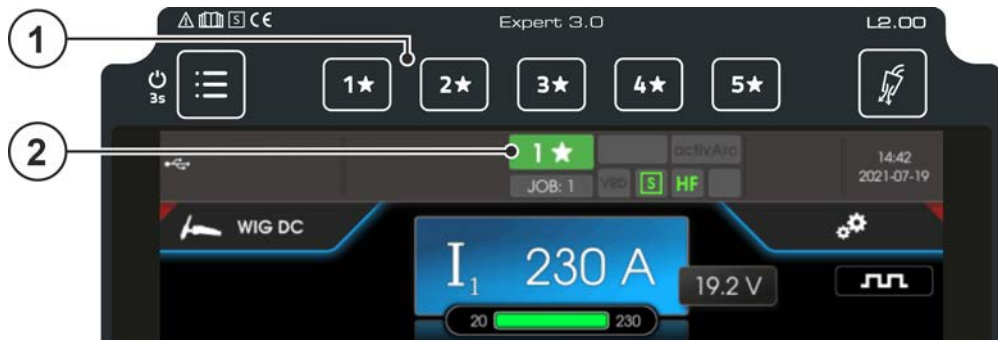 1
S CE Expert 3.0 L2.00
3s 1★ 2★ 3★ 4★ 5★
2
1★ activArc 14:42
JOB: 1 VRD S HF 2021-07-19
WIG DC
I1 230 A 19.2 V
20 230